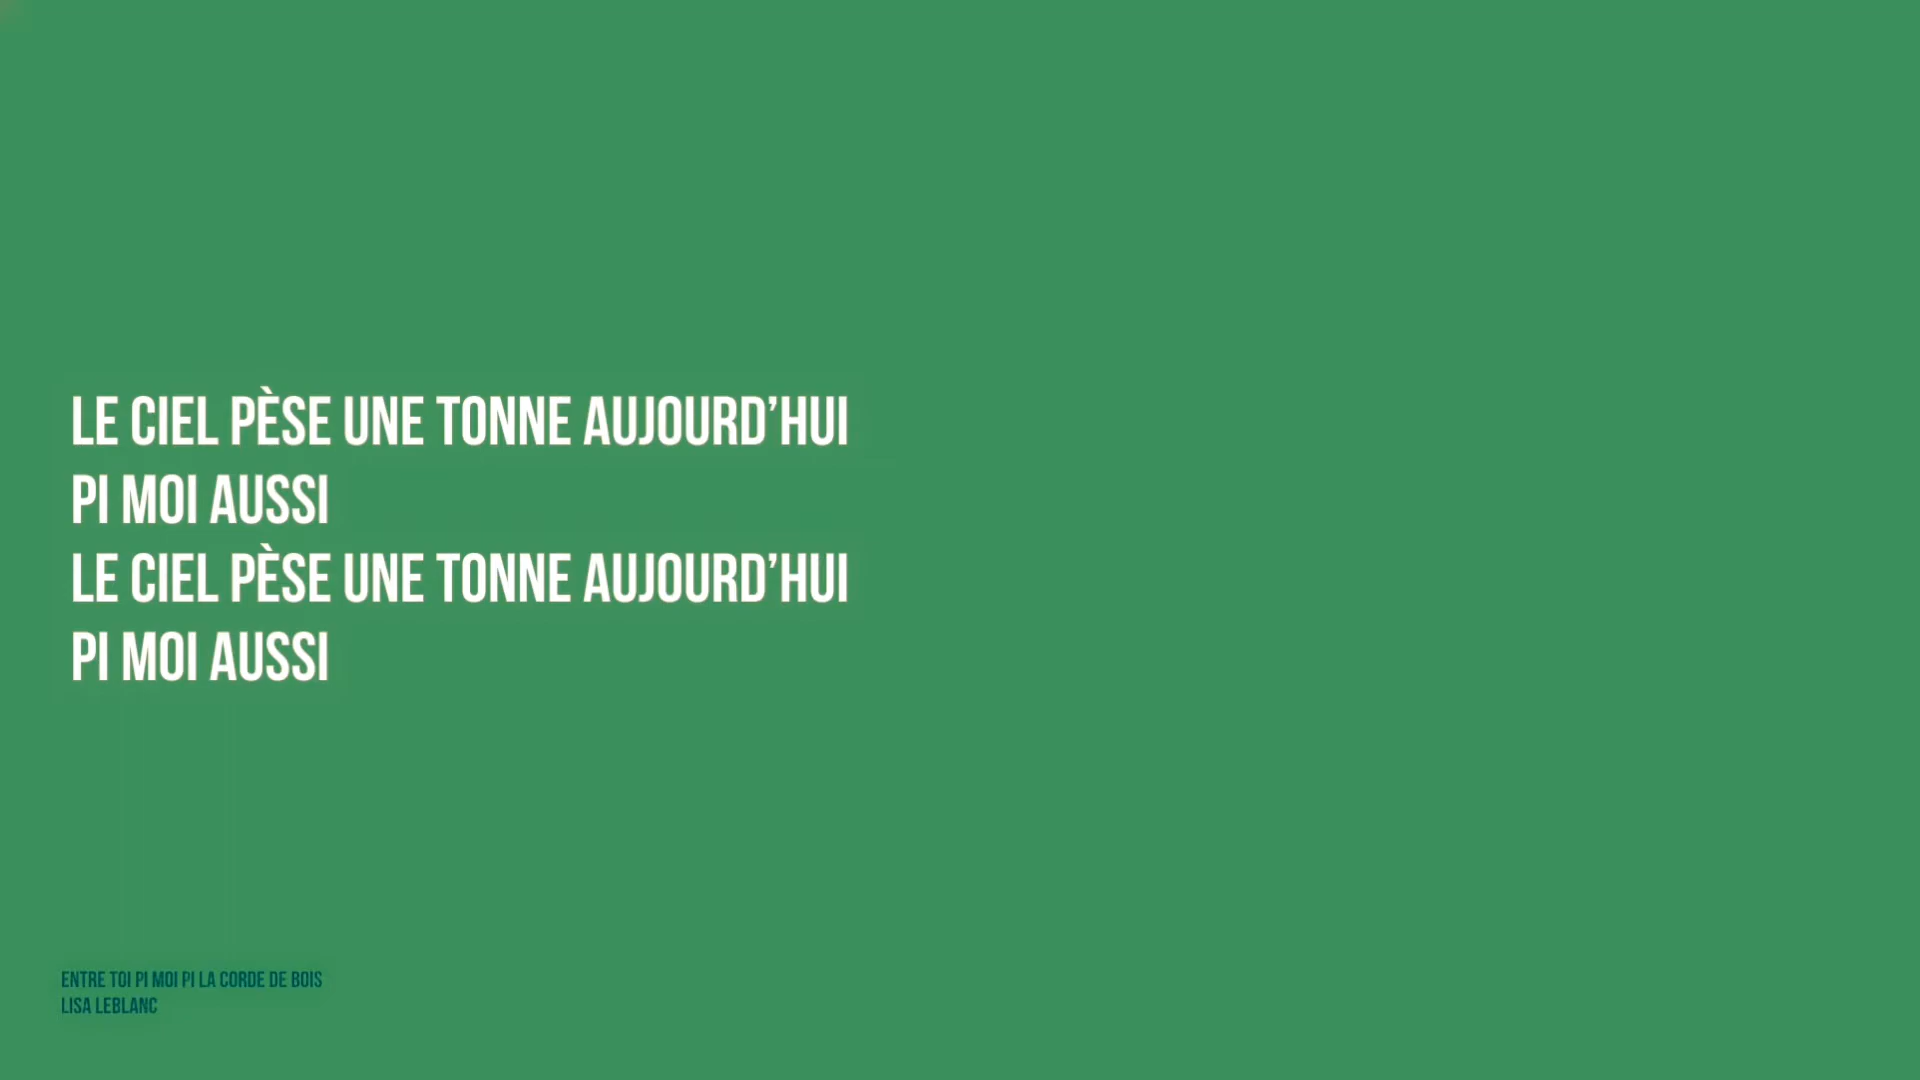 LE CIEL PÈSE UNE TONNE AUJOURD’HUI
PI MOI AUSSI
LE CIEL PÈSE UNE TONNE AUJOURD’HUI
PI MOI AUSSI
ENTRE TOI PI MOI PI LA CORDE DE BOIS
LISA LEBLANC